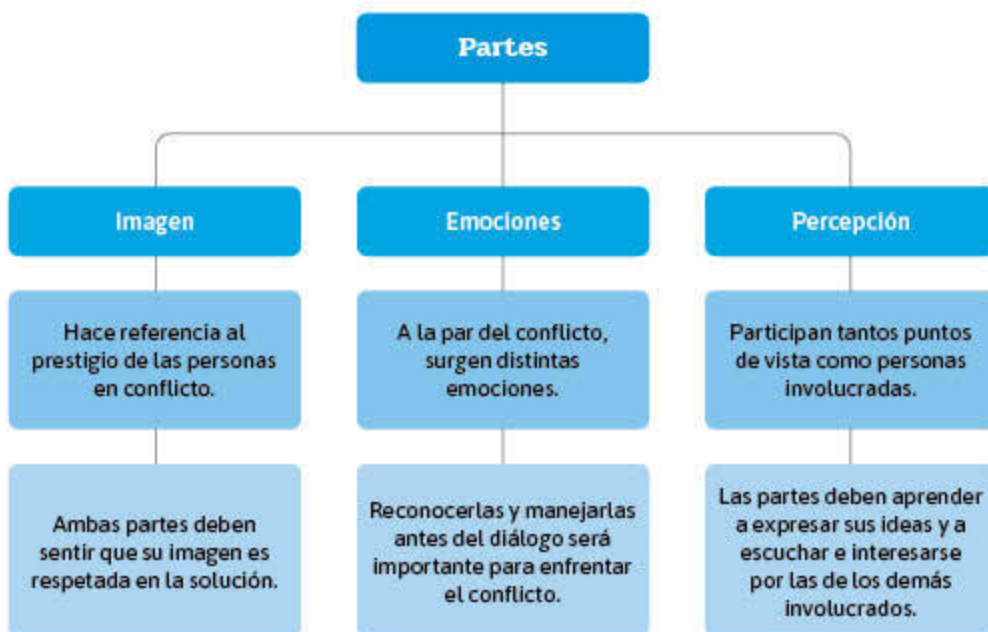 Partes
Imagen
Hace referencia al
prestigio de las personas
en conflicto.
Ambas partes deben
sentir que su imagen es
respetada en la solución.
Emociones
A la par del conflicto,
surgen distintas
emociones.
Reconocerlas y manejarlas
antes del diálogo será
importante para enfrentar
el conflicto.
Percepción
Participan tantos puntos
de vista como personas
involucradas.
Las partes deben aprender
a expresar sus ideas y a
escuchar e interesarse
por las de los demás
involucrados.